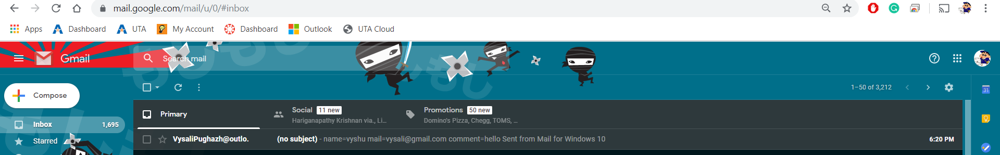 mail.google.com/mail/u/0/#inbox
Apps Dashboard UTA My Account Dashboard Outlook UTA Cloud
Gmail Search mail
Compose 1–50 of 3,212
31
Primary Social 11 new Promotions 50 new
Hariganapathy Krishnan via., Li... Domino's Pizza, Chegg, TOMS, ...
Inbox 1,695
VysaliPughazh@outlo. (no subject) - name=vyshu mail=vysali@gmail.com comment=hello Sent from Mail for Windows 10 6:20 PM
Starred